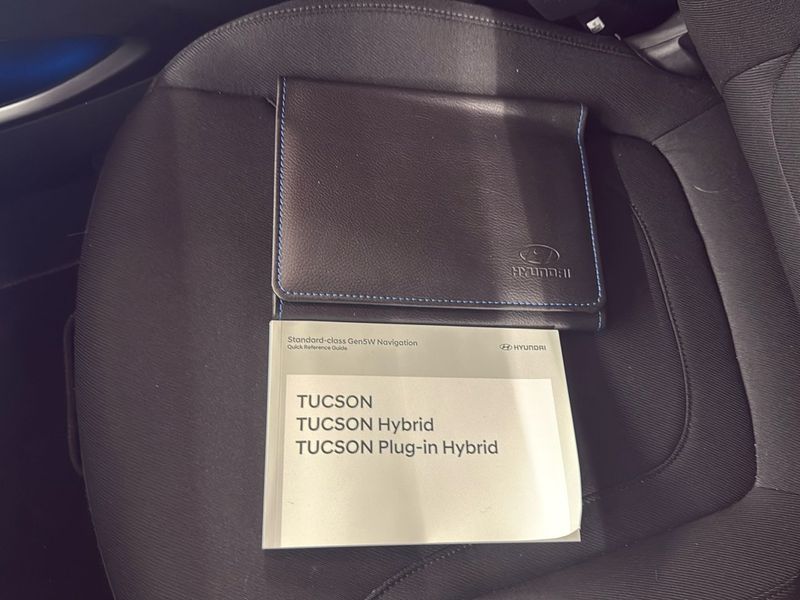 HYUNDAI
Standard-class Gen5W Navigation
Quick Reference Guide
HYUNDAI
TUCSON
TUCSON Hybrid
TUCSON Plug-in Hybrid